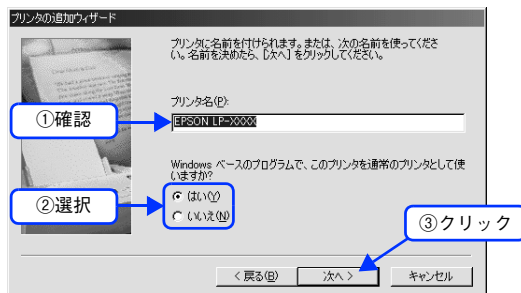 プリンタの追加ウィザード
プリンタに名前を付けられます。または、次の名前を使ってくださ
い。名前を決めたら、[次へ] をクリックしてください。
プリンタ名(P):
①確認
EPSON LP-XXXX
Windows ベースのプログラムで、このプリンタを通常のプリンタとして使
いますか?
②選択
はい(Y)
いいえ(N)
③クリック
< 戻る(B)
次へ >
キャンセル